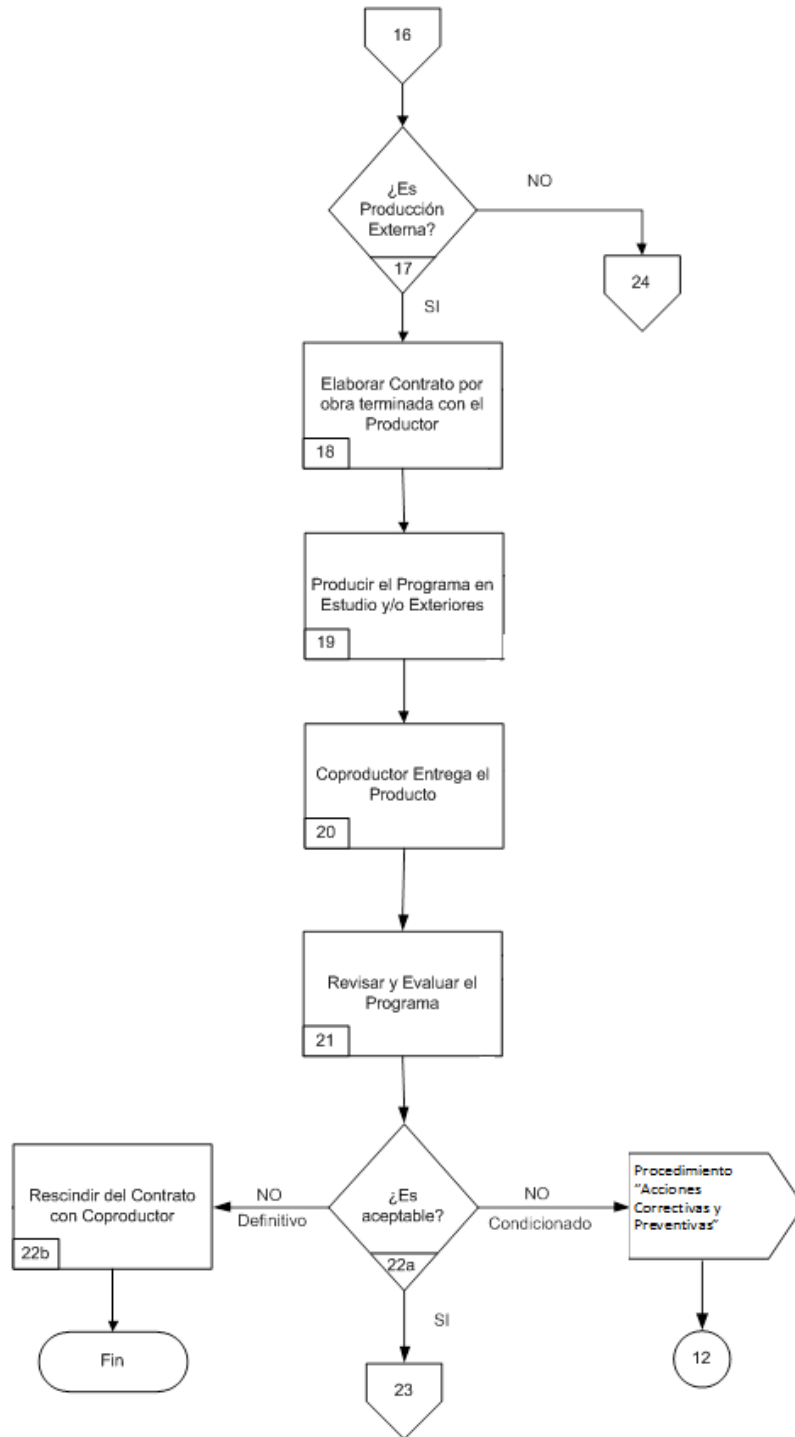 16
¿Es
Producción
Externa?
17
NO
24
SI
Elaborar Contrato por
obra terminada con el
Productor
18
Producir el Programa en
Estudio y/o Exteriores
19
Coproductor Entrega el
Producto
20
Revisar y Evaluar el
Programa
21
Rescindir del Contrato
con Coproductor
22b
NO
Definitivo
¿Es
aceptable?
22a
NO
Condicionado
Procedimiento
“Acciones
Correctivas y
Preventivas”
SI
Fin
23
12